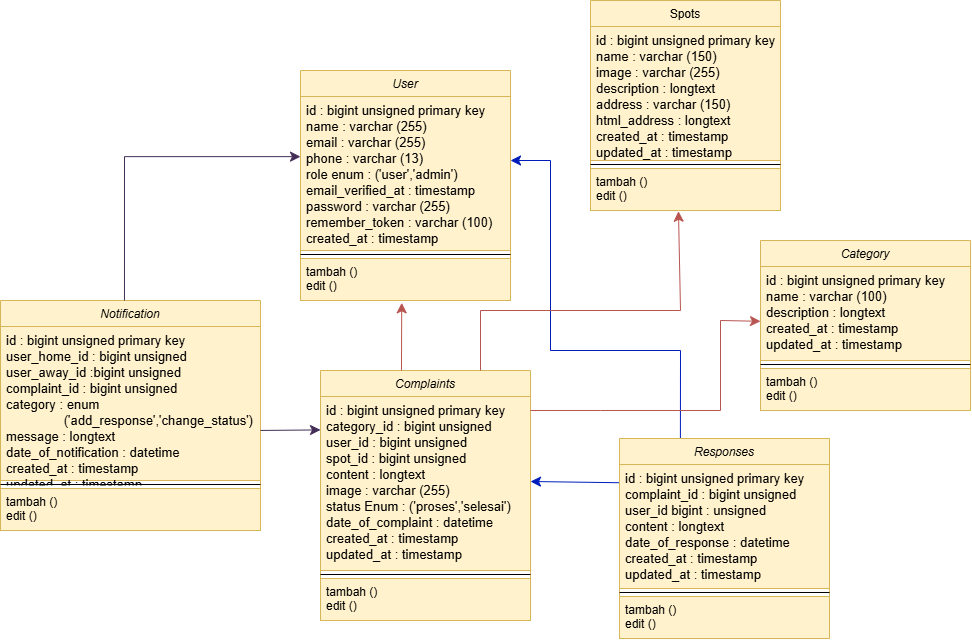 Spots
id : bigint unsigned primary key
name : varchar (150)
image : varchar (255)
description : longtext
address : varchar (150)
html_address : longtext
created_at : timestamp
updated_at : timestamp
tambah ()
edit ()
User
id : bigint unsigned primary key
name : varchar (255)
email : varchar (255)
phone : varchar (13)
role enum : ('user','admin')
email_verified_at : timestamp
password : varchar (255)
remember_token : varchar (100)
created_at : timestamp
tambah ()
edit ()
Category
id : bigint unsigned primary key
name : varchar (100)
description : longtext
created_at : timestamp
updated_at : timestamp
tambah ()
edit ()
Notification
id : bigint unsigned primary key
user_home_id : bigint unsigned
user_away_id :bigint unsigned
complaint_id : bigint unsigned
category : enum
('add_response','change_status')
message : longtext
date_of_notification : datetime
created_at : timestamp
updated_at : timestamp
tambah ()
edit ()
Complaints
id : bigint unsigned primary key
category_id : bigint unsigned
user_id : bigint unsigned
spot_id : bigint unsigned
content : longtext
image : varchar (255)
status Enum : ('proses','selesai')
date_of_complaint : datetime
created_at : timestamp
updated_at : timestamp
tambah ()
edit ()
Responses
id : bigint unsigned primary key
complaint_id : bigint unsigned
user_id bigint : unsigned
content : longtext
date_of_response : datetime
created_at : timestamp
updated_at : timestamp
tambah ()
edit ()